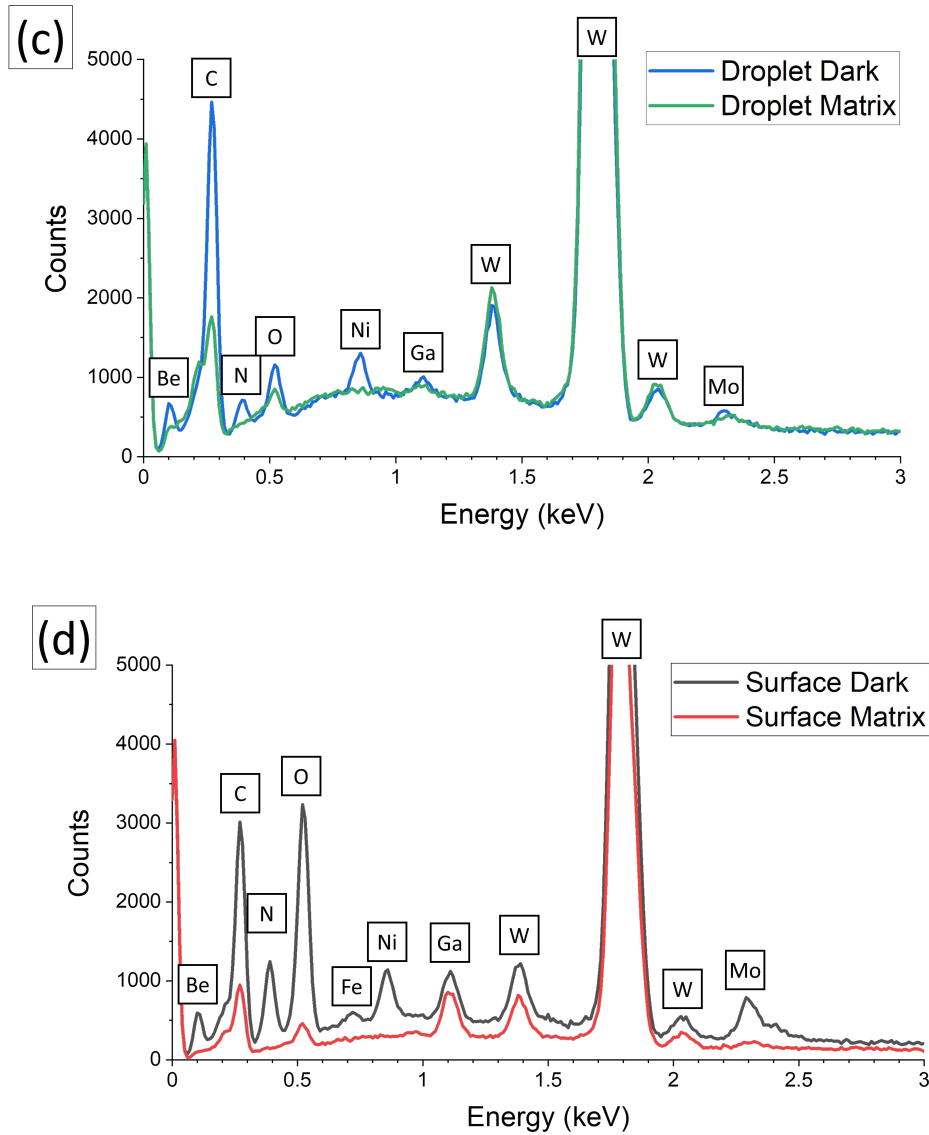 (c)
W
5000
Droplet Dark
Droplet Matrix
C
4000
3000
Counts
W
2000
O
Ni
Ga
Be
N
W
Mo
1000
0
0 0.5 1 1.5 2 2.5 3
Energy (keV)
(d)
W
5000
Surface Dark
Surface Matrix
4000
C
O
3000
Counts
2000
N
Ni
Ga
W
Be
Fe
W
Mo
1000
0
0 0.5 1 1.5 2 2.5 3
Energy (keV)